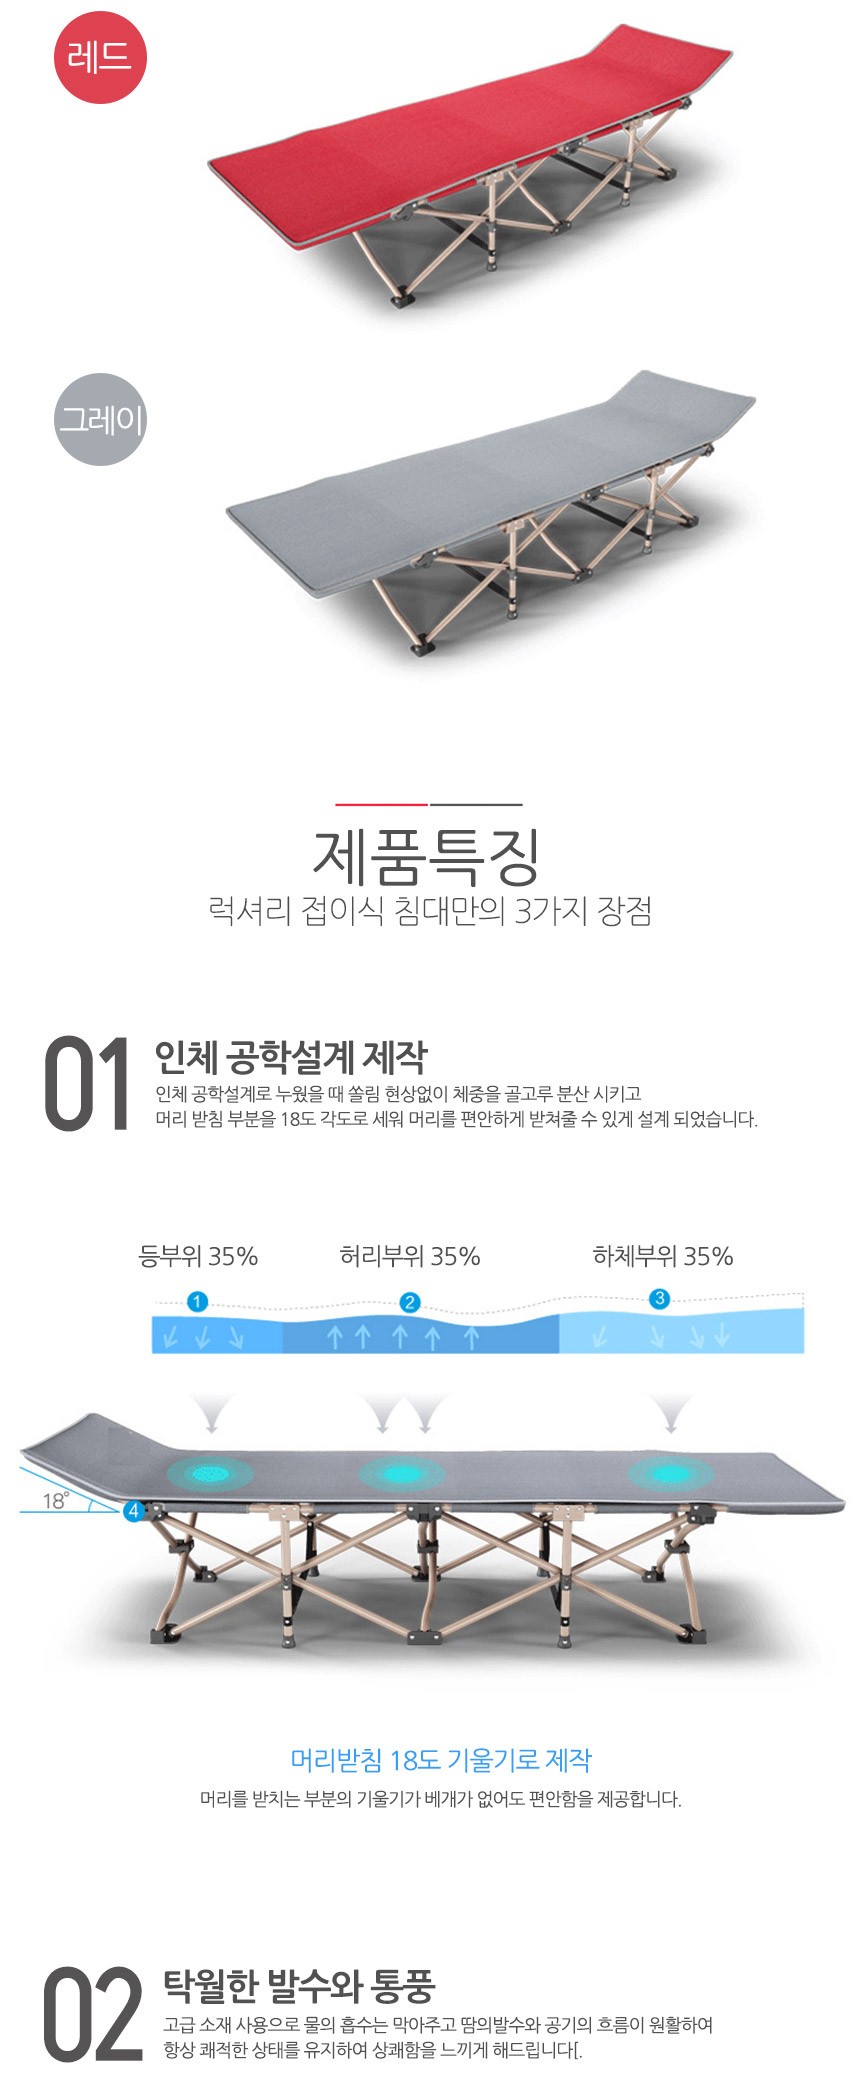 레드
그레이
제품특징
럭셔리 접이식 침대만의 3가지 장점
01
인체 공학설계 제작
인체 공학설계로 누웠을 때 쏠림 현상없이 체중을 골고루 분산 시키고
머리 받침 부분을 18도 각도로 세워 머리를 편안하게 받쳐줄 수 있게 설계 되었습니다.
등부위 35%
허리부위 35%
하체부위 35%
1
2
3
18°
4
머리받침 18도 기울기로 제작
머리를 받치는 부분의 기울기가 베개가 없어도 편안함을 제공합니다.
02
탁월한 발수와 통풍
고급 소재 사용으로 물의 흡수는 막아주고 땀의발수와 공기의 흐름이 원활하여
항상 쾌적한 상태를 유지하여 상쾌함을 느끼게 해드립니다[.